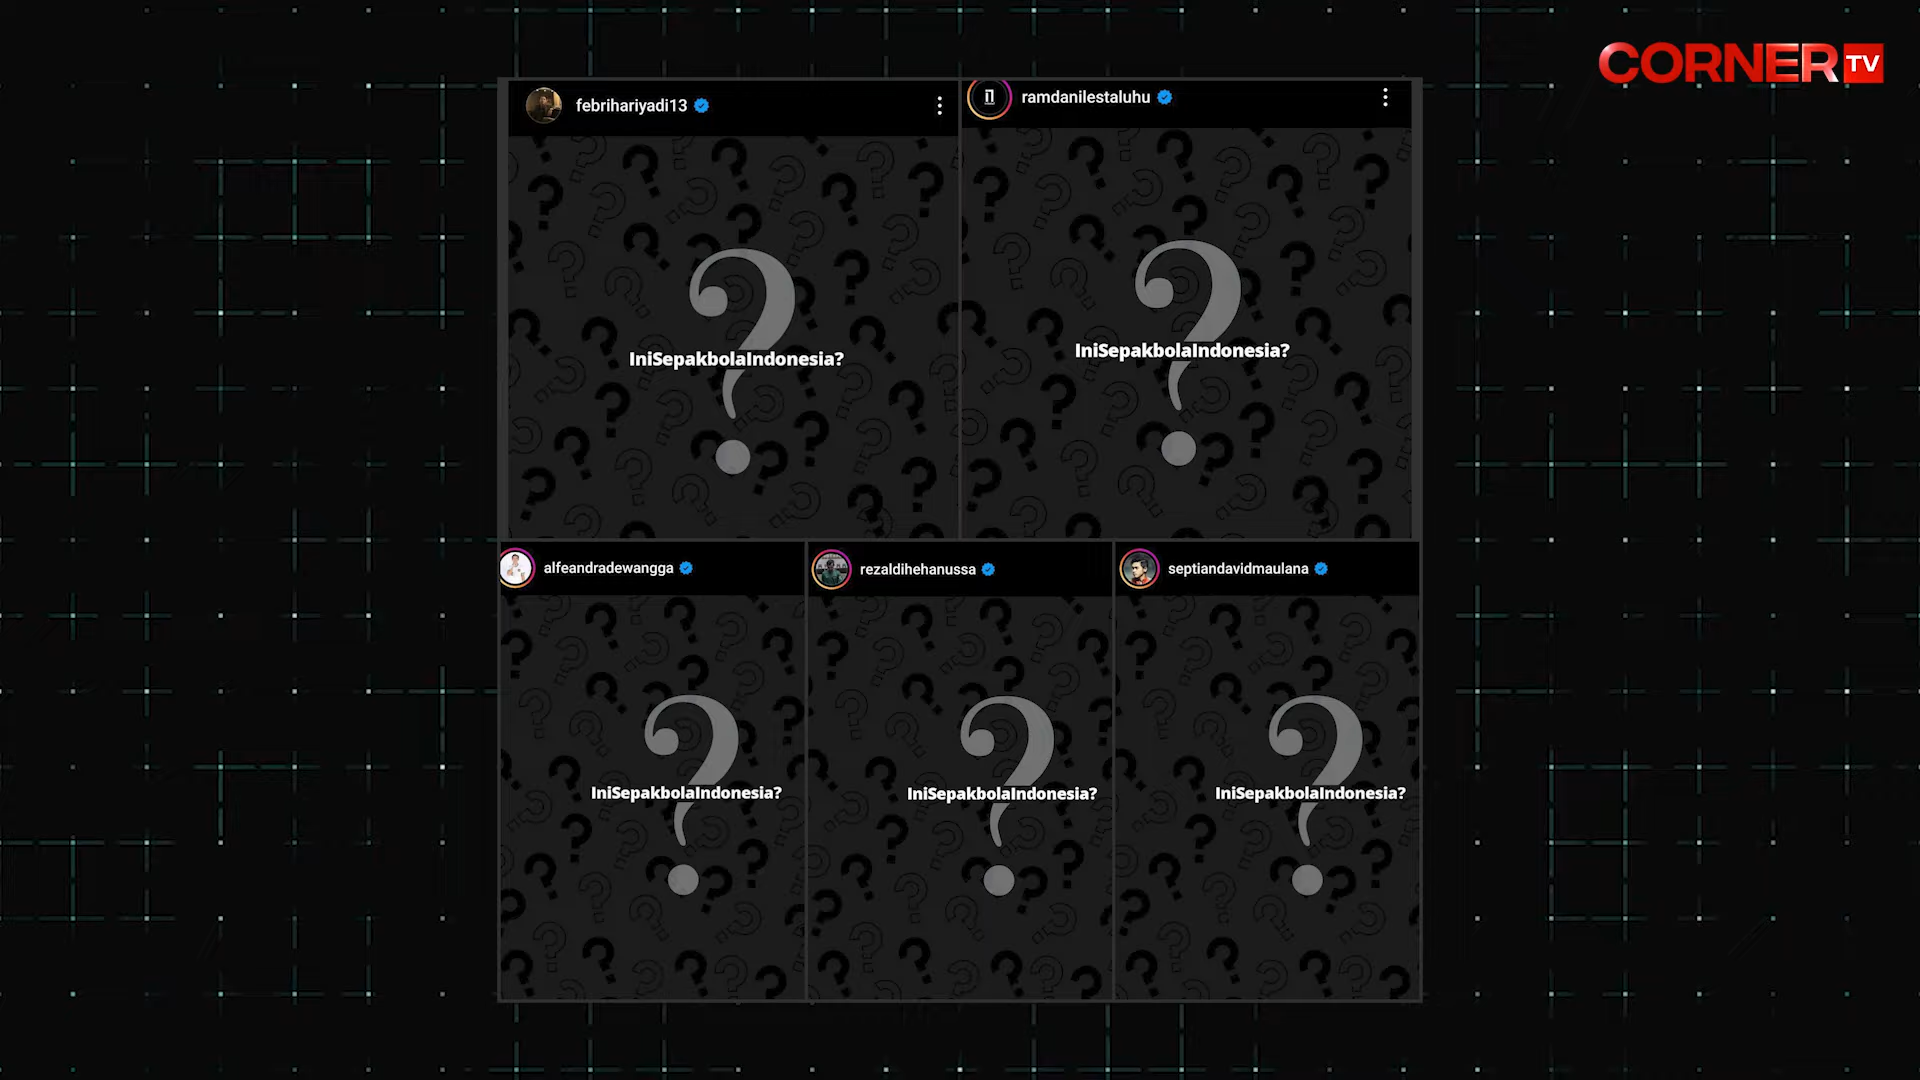 CORNER TV
febrihariyadi13
ramdanilestaluhu
IniSepakbolaIndonesia?
IniSepakbolaIndonesia?
alfeandradewangga
rezaldihehanussa
septiandavidmaulana
IniSepakbolaIndonesia?
IniSepakbolaIndonesia?
IniSepakbolaIndonesia?